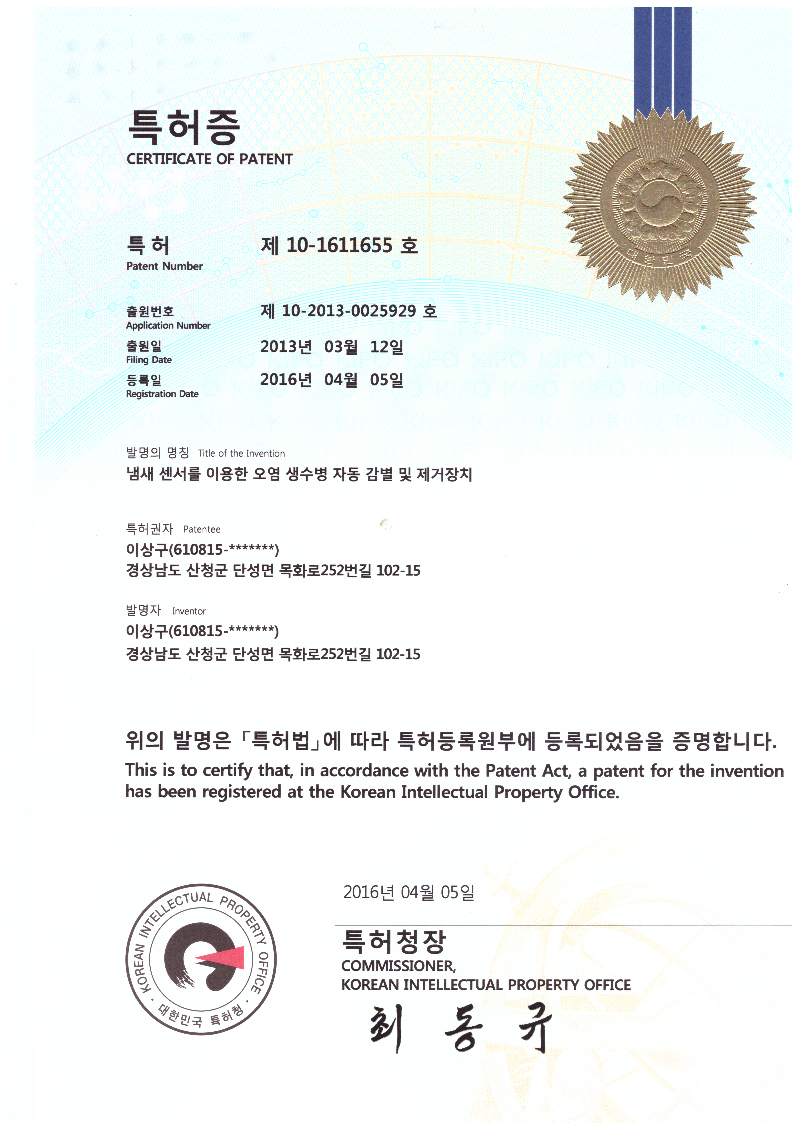 특허증
CERTIFICATE OF PATENT
특허 제 10-1611655 호
Patent Number
출원번호 제 10-2013-0025929 호
Application Number
출원일 2013년 03월 12일
Filing Date
등록일 2016년 04월 05일
Registration Date
발명의 명칭 Title of the Invention
냄새 센서를 이용한 오염 생수병 자동 감별 및 제거장치
특허권자 Patentee
이상구(610815-*******)
경상남도 산청군 단성면 목화로252번길 102-15
발명자 Inventor
이상구(610815-*******)
경상남도 산청군 단성면 목화로252번길 102-15
위의 발명은 「특허법」에 따라 특허등록원부에 등록되었음을 증명합니다.
This is to certify that, in accordance with the Patent Act, a patent for the invention
has been registered at the Korean Intellectual Property Office.
2016년 04월 05일
특허청장
COMMISSIONER,
KOREAN INTELLECTUAL PROPERTY OFFICE
최동규
KOREAN INTELLECTUAL PROPERTY OFFICE
대한민국 특허청
대한민국